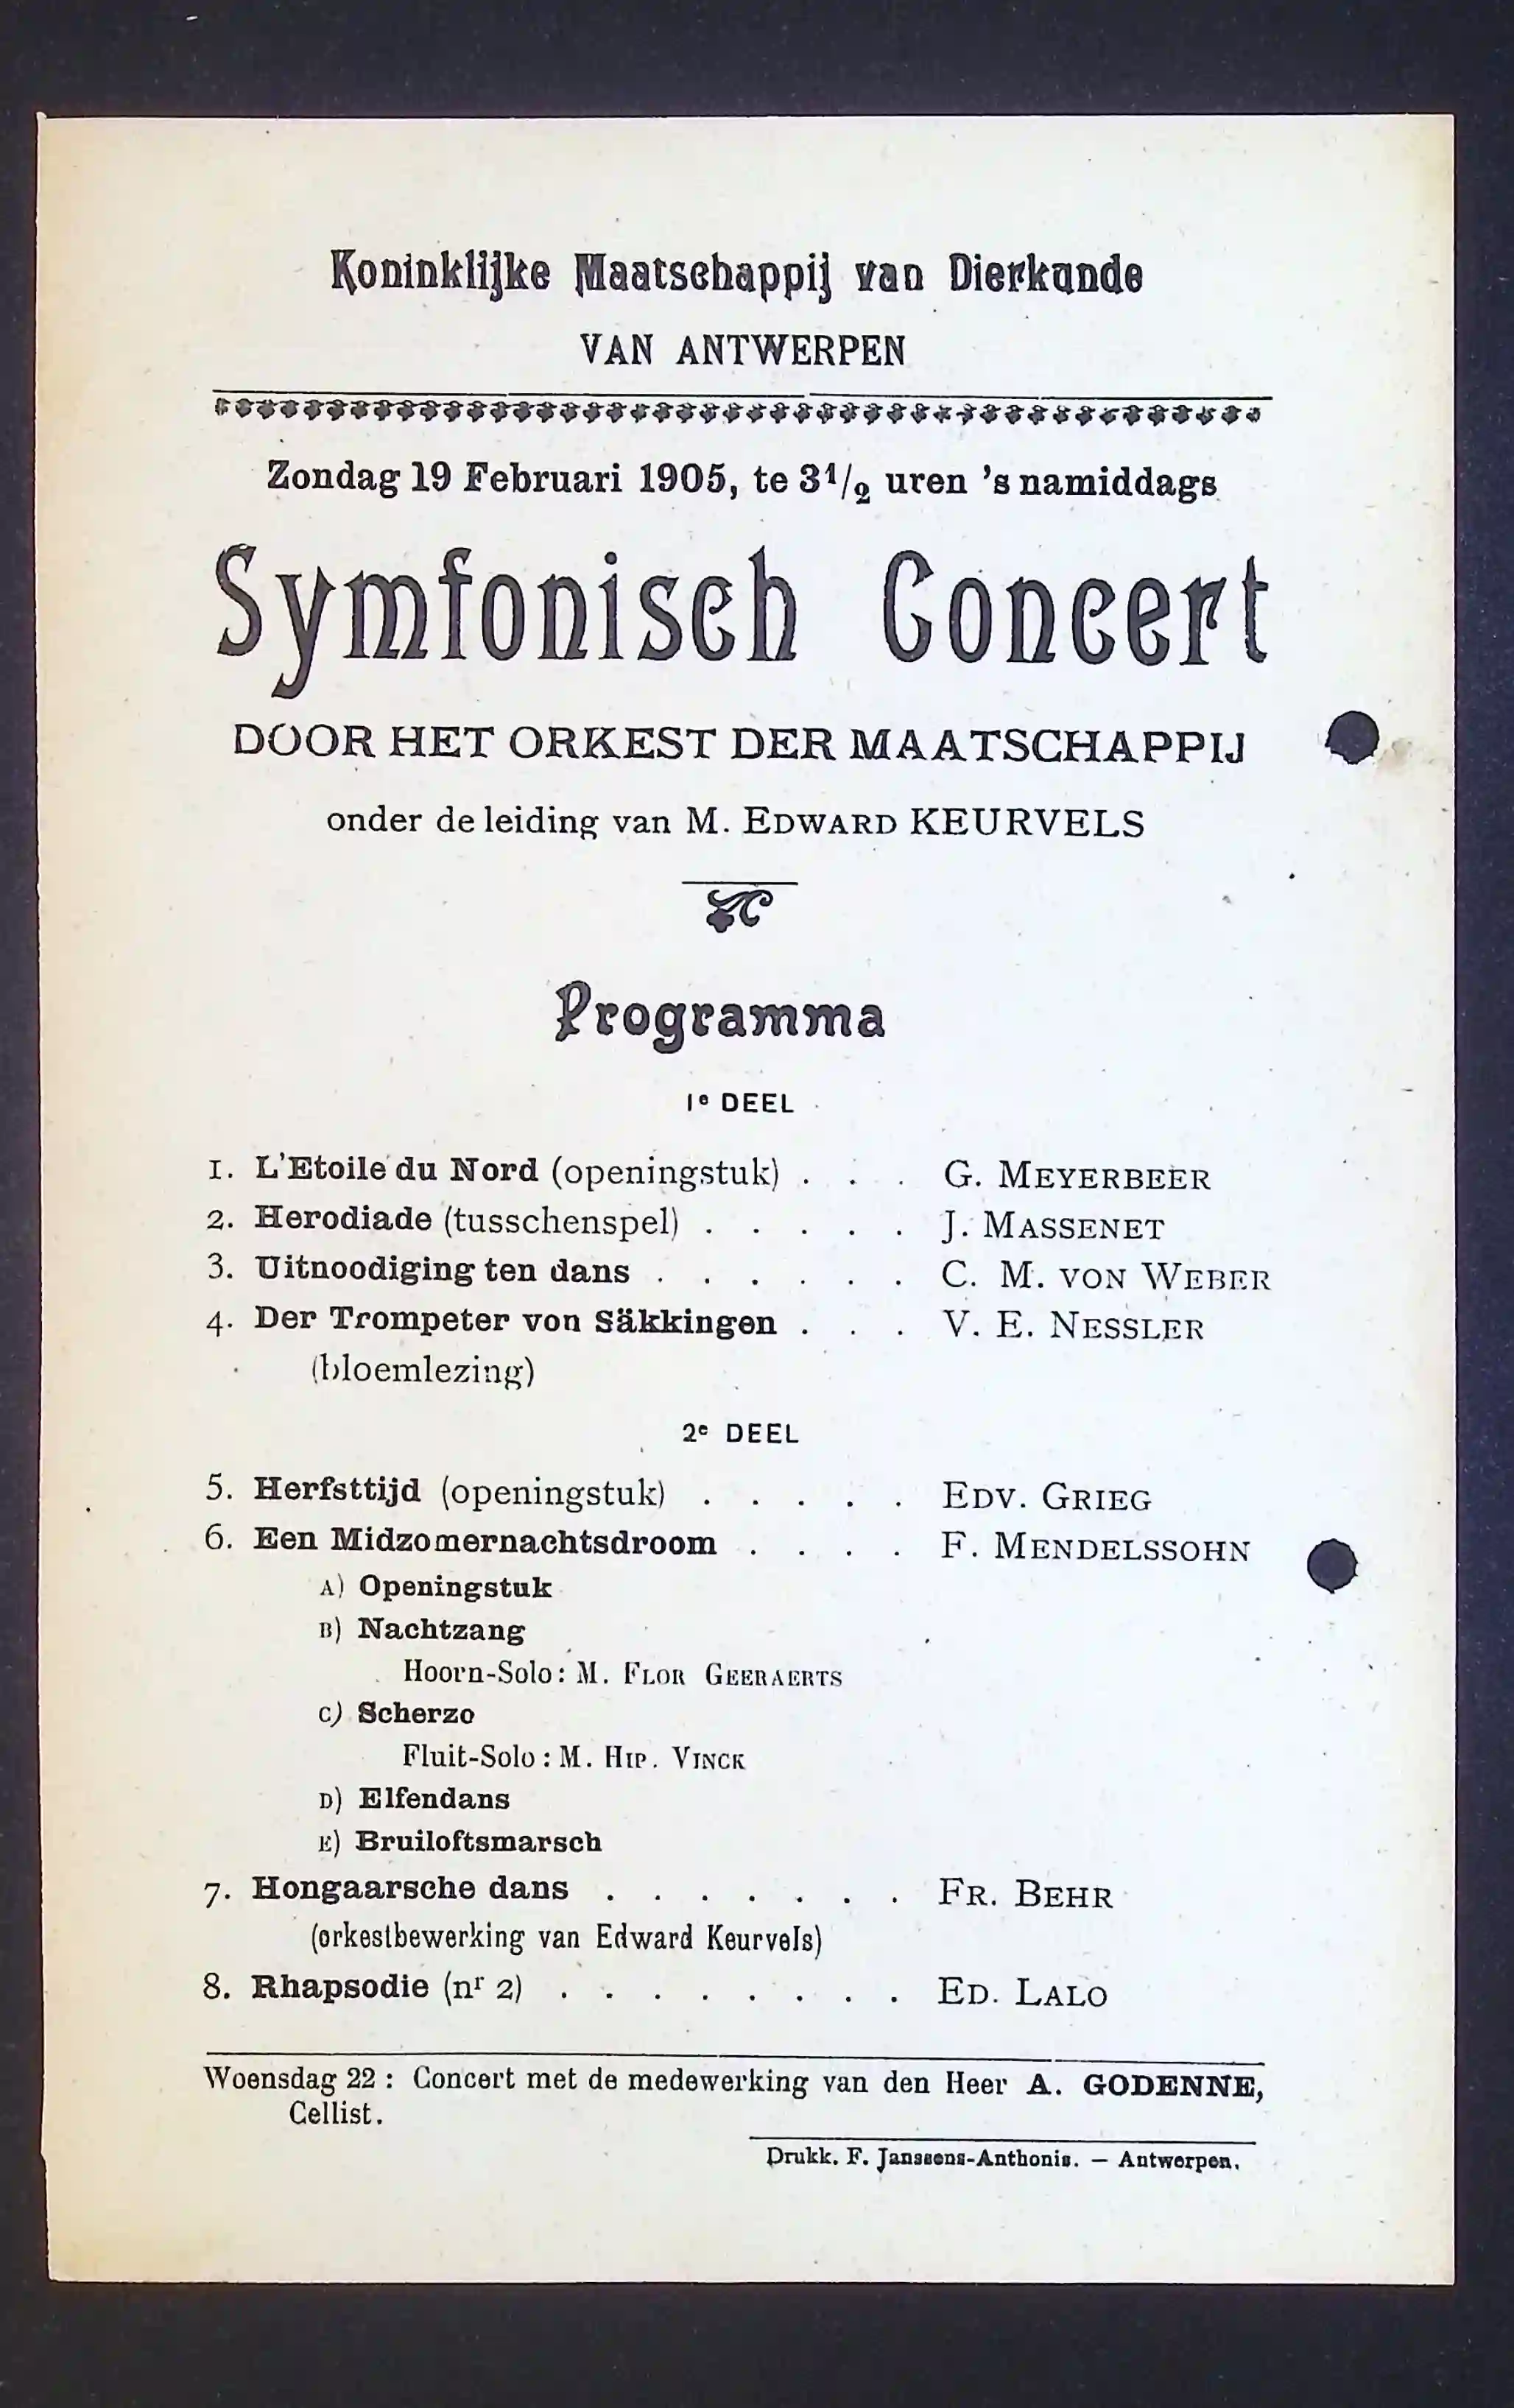 Koninklijke Maatschappij van Dierkunde
VAN ANTWERPEN
Zondag 19 Februari 1905, te 3 1/2 uren 's namiddags
Symfonisch Concert
DOOR HET ORKEST DER MAATSCHAPPIJ
onder de leiding van M. EDWARD KEURVELS
Programma
1e DEEL
1. L'Etoile du Nord (openingstuk) . . . G. MEYERBEER
2. Herodiade (tusschenspel) . . . . . J. MASSENET
3. Uitnoodiging ten dans . . . . . . C. M. VON WEBER
4. Der Trompeter von Säkkingen . . . V. E. NESSLER
(bloemlezing)
2e DEEL
5. Herfsttijd (openingstuk) . . . . . EDV. GRIEG
6. Een Midzomernachtsdroom . . . . F. MENDELSSOHN
A) Openingstuk
B) Nachtzang
Hoorn-Solo : M. FLOR GEERAERTS
C) Scherzo
Fluit-Solo : M. HIP. VINCK
D) Elfendans
E) Bruiloftsmarsch
7. Hongaarsche dans . . . . . . . FR. BEHR
(orkestbewerking van Edward Keurvels)
8. Rhapsodie (nr 2) . . . . . . . . ED. LALO
Woensdag 22 : Concert met de medewerking van den Heer A. GODENNE,
Cellist.
Drukk. F. Janssens-Anthonis. — Antwerpen.